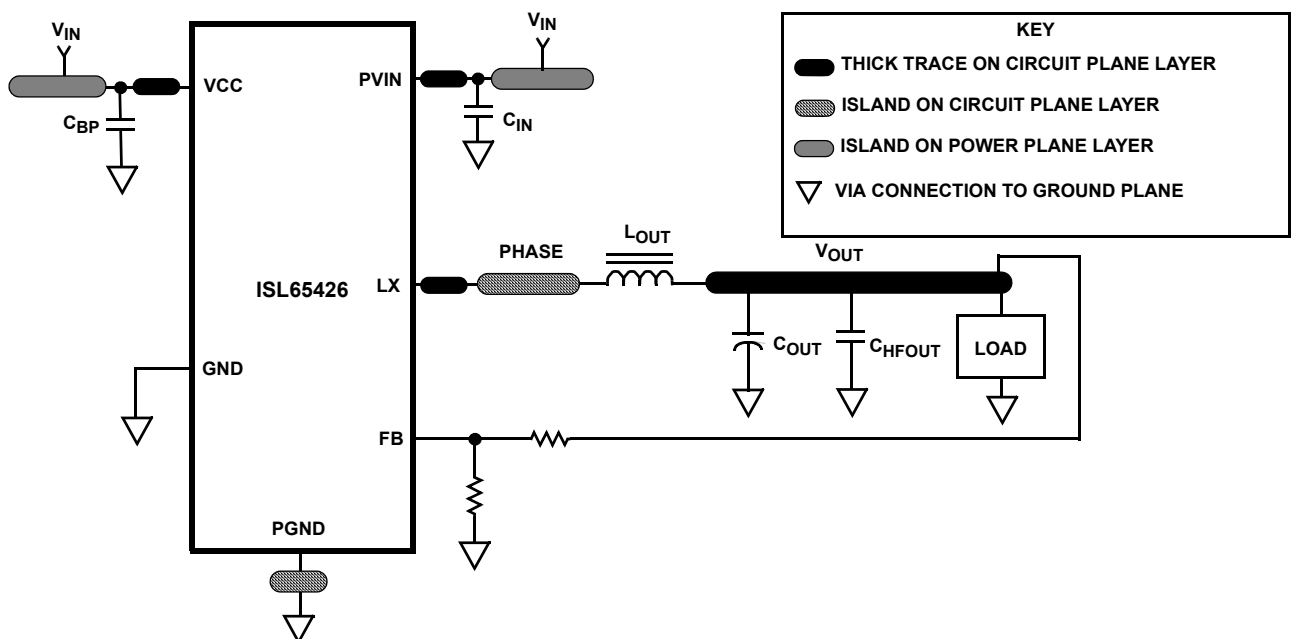 VIN
VIN
KEY
THICK TRACE ON CIRCUIT PLANE LAYER
ISLAND ON CIRCUIT PLANE LAYER
ISLAND ON POWER PLANE LAYER
VIA CONNECTION TO GROUND PLANE
VCC
PVIN
CBP
CIN
LOUT
PHASE
VOUT
ISL65426
LX
COUT
CHFOUT
LOAD
GND
FB
PGND